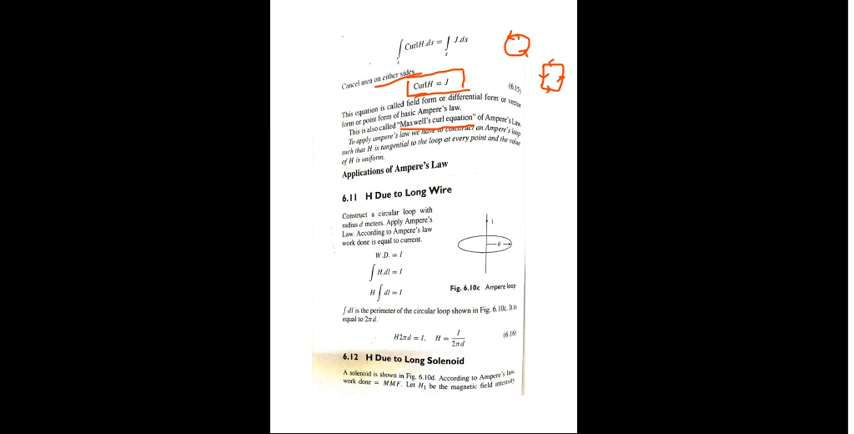 ∫ CurlH.ds = ∫ J.ds
s s
Cancel area on either sides
CurlH = J (6.15)
This equation is called field form or differential form or vector
form or point form of basic Ampere's law.
This is also called "Maxwell's curl equation" of Ampere's Law.
To apply ampere's law we have to construct an Ampere's loop
such that H is tangential to the loop at every point and the value
of H is uniform.
Applications of Ampere's Law
6.11 H Due to Long Wire
Construct a circular loop with
radius d meters. Apply Ampere's
Law. According to Ampere's law
work done is equal to current.
W.D. = I
∫ H.dl = I
H ∫ dl = I
I
d
Fig. 6.10c Ampere loop
∫ dl is the perimeter of the circular loop shown in Fig. 6.10c. It is
equal to 2πd.
H2πd = I, H = I / 2πd (6.16)
6.12 H Due to Long Solenoid
A solenoid is shown in Fig. 6.10d. According to Ampere's law,
work done = MMF. Let H₁ be the magnetic field intensity